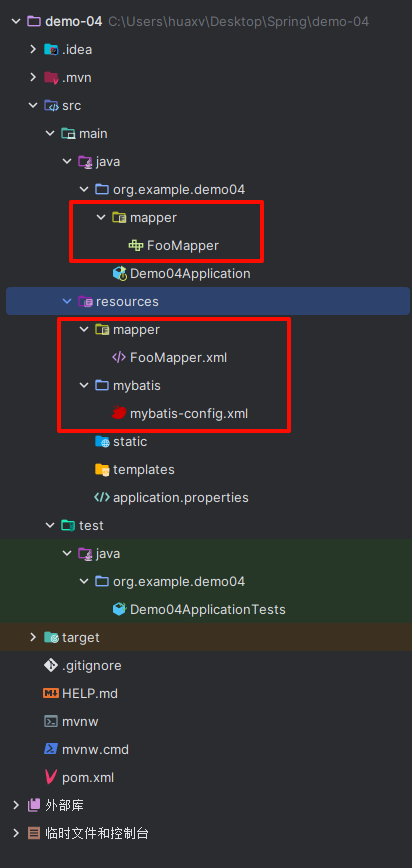 demo-04 C:\Users\huaxv\Desktop\Spring\demo-04
.idea
.mvn
src
main
java
org.example.demo04
mapper
FooMapper
Demo04Application
resources
mapper
FooMapper.xml
mybatis
mybatis-config.xml
static
templates
application.properties
test
java
org.example.demo04
Demo04ApplicationTests
target
.gitignore
HELP.md
mvnw
mvnw.cmd
pom.xml
外部库
临时文件和控制台